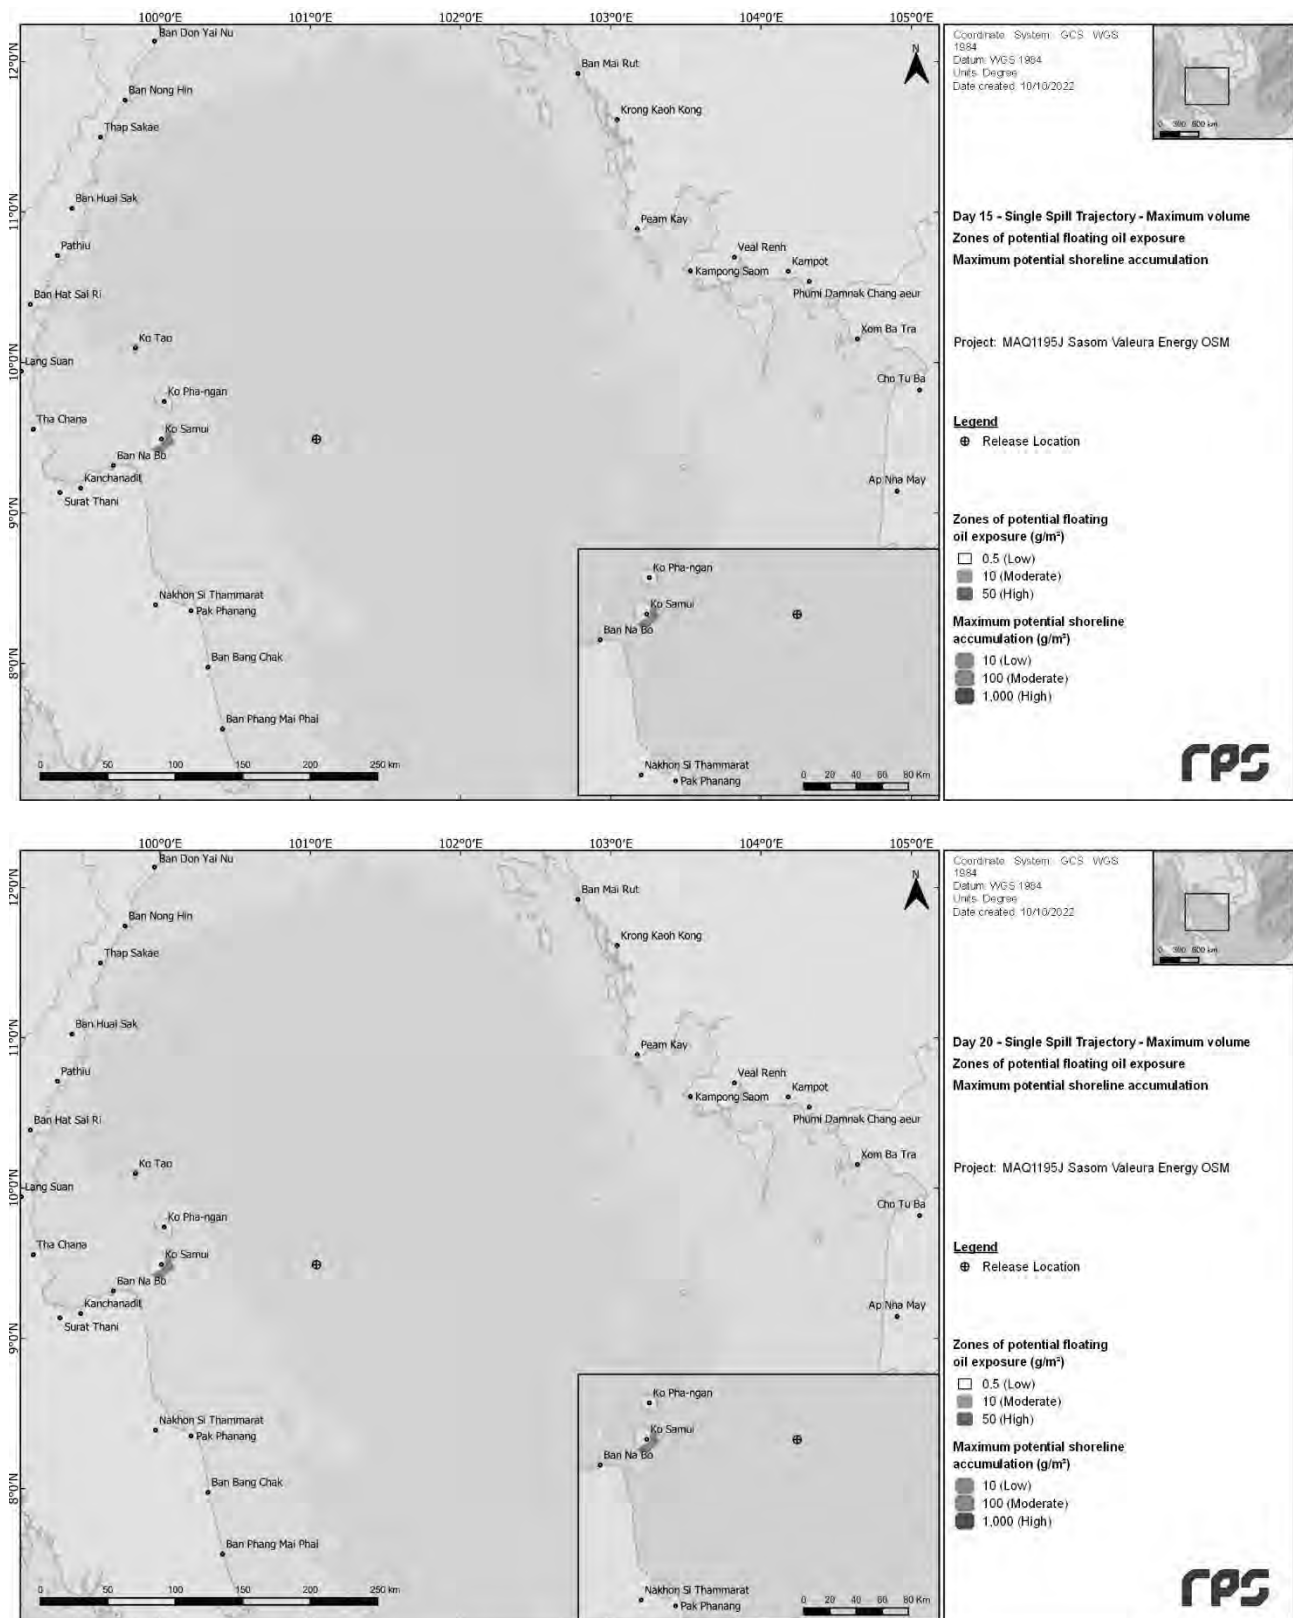 100°0'E 101°0'E 102°0'E 103°0'E 104°0'E 105°0'E
12°0'N
11°0'N
10°0'N
9°0'N
8°0'N
Ban Don Yai Nu
Ban Nong Hin
Thap Sakae
Ban Huai Sak
Pathiu
Ban Hat Sai Ri
Ko Tao
Lang Suan
Ko Pha-ngan
Tha Chana
Ko Samui
Ban Na Bo
Kanchanadit
Surat Thani
Nakhon Si Thammarat
Pak Phanang
Ban Bang Chak
Ban Phang Mai Phai
0 50 100 150 200 250 km
N
Ban Mai Rut
Krong Kaoh Kong
Peam Kay
Veal Renh
Kampong Saom
Kampot
Phumi Damnak Chang aeur
Xom Ba Tra
Cho Tu Ba
Ap Nha May
Ko Pha-ngan
Ko Samui
Ban Na Bo
Nakhon Si Thammarat
Pak Phanang
0 20 40 60 80 Km
Coordinate System: GCS WGS
1984
Datum: WGS 1984
Units: Degree
Date created: 10/10/2022
0 300 600 km
Day 15 - Single Spill Trajectory - Maximum volume
Zones of potential floating oil exposure
Maximum potential shoreline accumulation
Project: MAQ1195J Sasom Valeura Energy OSM
Legend
Release Location
Zones of potential floating
oil exposure (g/m²)
0.5 (Low)
10 (Moderate)
50 (High)
Maximum potential shoreline
accumulation (g/m²)
10 (Low)
100 (Moderate)
1,000 (High)
rps
100°0'E 101°0'E 102°0'E 103°0'E 104°0'E 105°0'E
12°0'N
11°0'N
10°0'N
9°0'N
8°0'N
Ban Don Yai Nu
Ban Nong Hin
Thap Sakae
Ban Huai Sak
Pathiu
Ban Hat Sai Ri
Ko Tao
Lang Suan
Ko Pha-ngan
Tha Chana
Ko Samui
Ban Na Bo
Kanchanadit
Surat Thani
Nakhon Si Thammarat
Pak Phanang
Ban Bang Chak
Ban Phang Mai Phai
0 50 100 150 200 250 km
N
Ban Mai Rut
Krong Kaoh Kong
Peam Kay
Veal Renh
Kampong Saom
Kampot
Phumi Damnak Chang aeur
Xom Ba Tra
Cho Tu Ba
Ap Nha May
Ko Pha-ngan
Ko Samui
Ban Na Bo
Nakhon Si Thammarat
Pak Phanang
0 20 40 60 80 Km
Coordinate System: GCS WGS
1984
Datum: WGS 1984
Units: Degree
Date created: 10/10/2022
0 300 600 km
Day 20 - Single Spill Trajectory - Maximum volume
Zones of potential floating oil exposure
Maximum potential shoreline accumulation
Project: MAQ1195J Sasom Valeura Energy OSM
Legend
Release Location
Zones of potential floating
oil exposure (g/m²)
0.5 (Low)
10 (Moderate)
50 (High)
Maximum potential shoreline
accumulation (g/m²)
10 (Low)
100 (Moderate)
1,000 (High)
rps